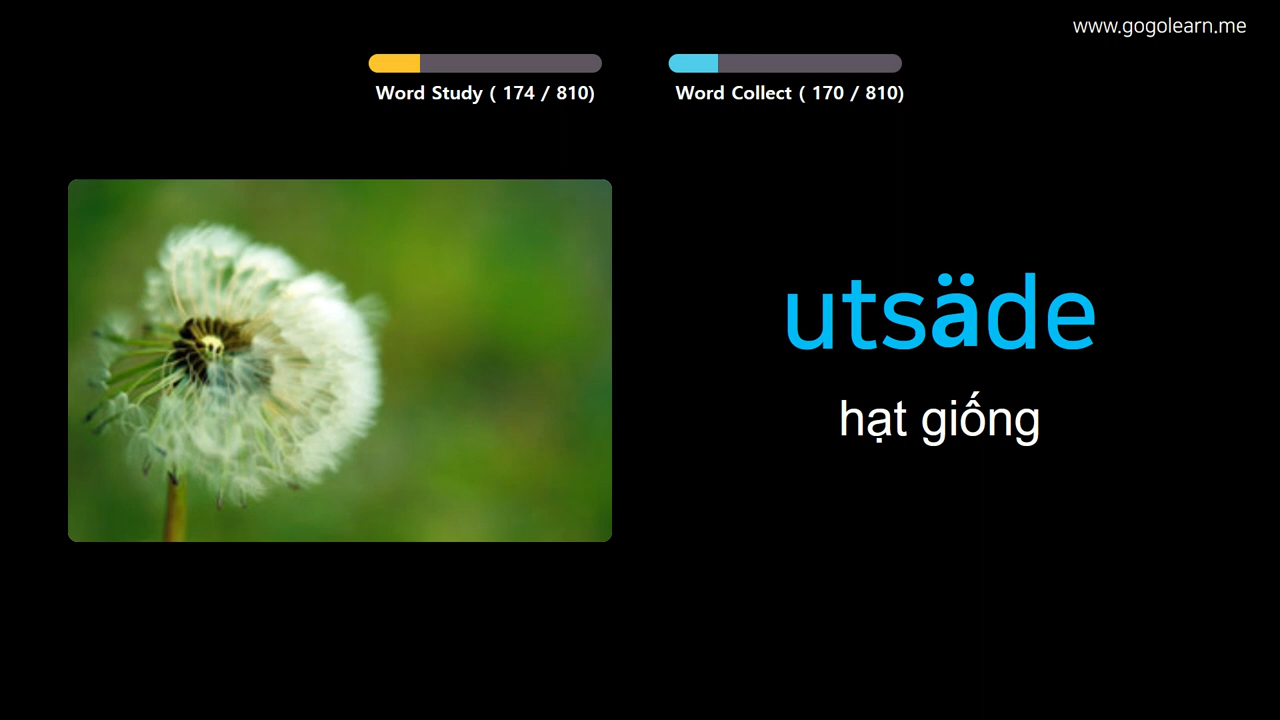 www.gogolearn.me
Word Study ( 174 / 810)
Word Collect ( 170 / 810)
utsäde
hạt giống